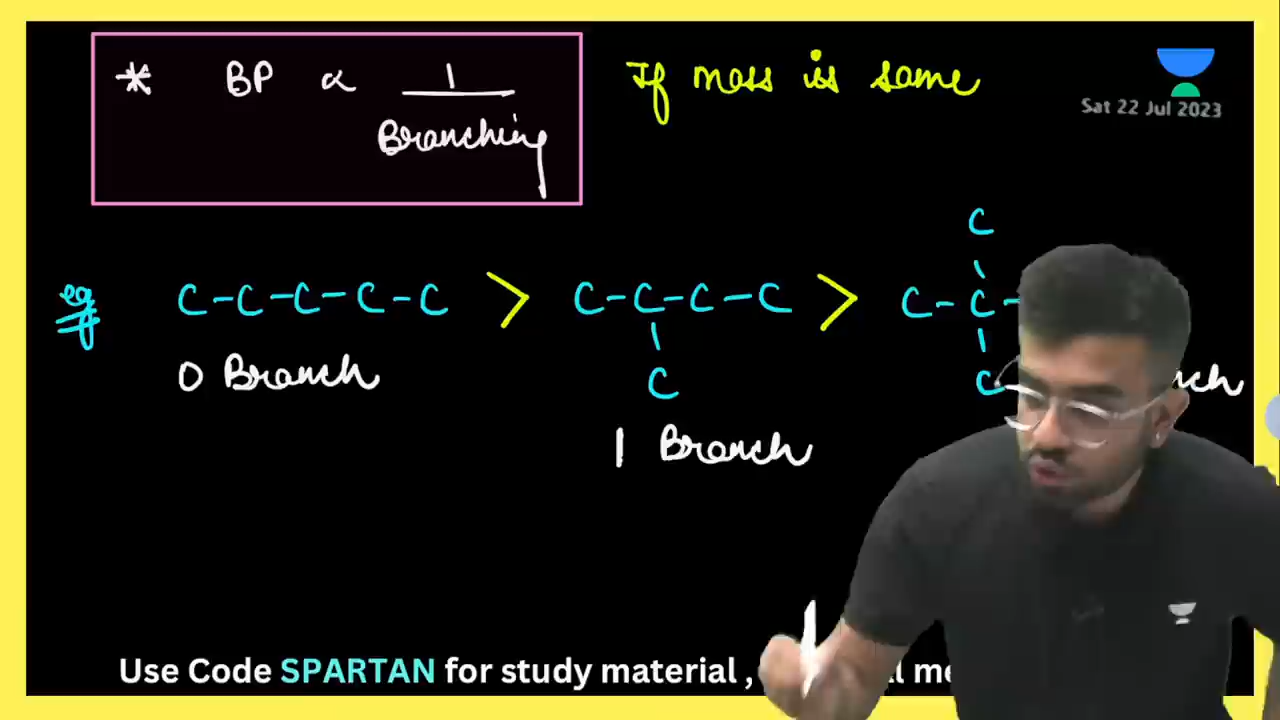 * BP ∝ 1
Branching
If mass is same
Sat 22 Jul 2023
C
eg C-C-C-C-C > C-C-C-C > C-C-
C
C
0 Branch
1 Branch
Use Code SPARTAN for study material ,